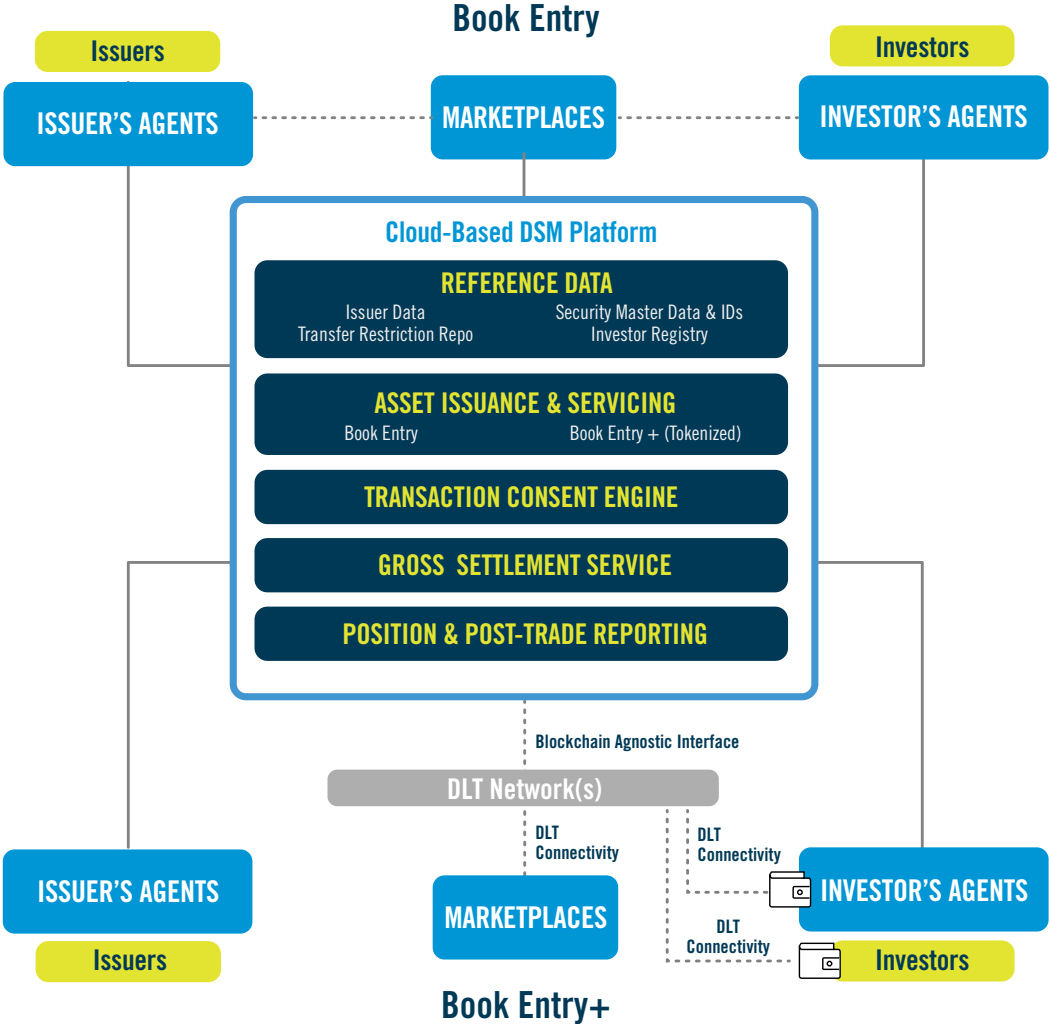 Book Entry
Issuers
Investors
ISSUER'S AGENTS
MARKETPLACES
INVESTOR'S AGENTS
Cloud-Based DSM Platform
REFERENCE DATA
Issuer Data
Security Master Data & IDs
Transfer Restriction Repo
Investor Registry
ASSET ISSUANCE & SERVICING
Book Entry
Book Entry + (Tokenized)
TRANSACTION CONSENT ENGINE
GROSS SETTLEMENT SERVICE
POSITION & POST-TRADE REPORTING
Blockchain Agnostic Interface
DLT Network(s)
DLT
Connectivity
DLT
Connectivity
ISSUER'S AGENTS
MARKETPLACES
INVESTOR'S AGENTS
DLT
Connectivity
Issuers
Investors
Book Entry+